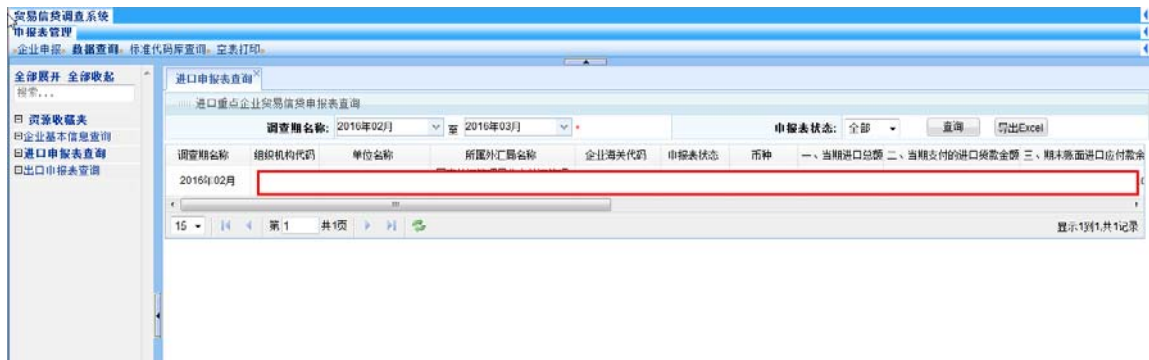 贸易信贷调查系统
申报表管理
企业申报 数据查询 标准代码库查询 空表打印
全部展开 全部收起
搜索...
资源收藏夹
企业基本信息查询
进口申报表查询
出口申报表查询
进口申报表查询
进口重点企业贸易信贷申报表查询
调查期名称: 2016年02月 至 2016年03月 * 申报表状态: 全部 查询 导出Excel
调查期名称 组织机构代码 单位名称 所属外汇局名称 企业海关代码 申报表状态 币种 一、当期进口总额 二、当期支付的进口货款金额 三、期末账面进口应付款余
2016年02月
15 第 1 共1页 显示1到1,共1记录